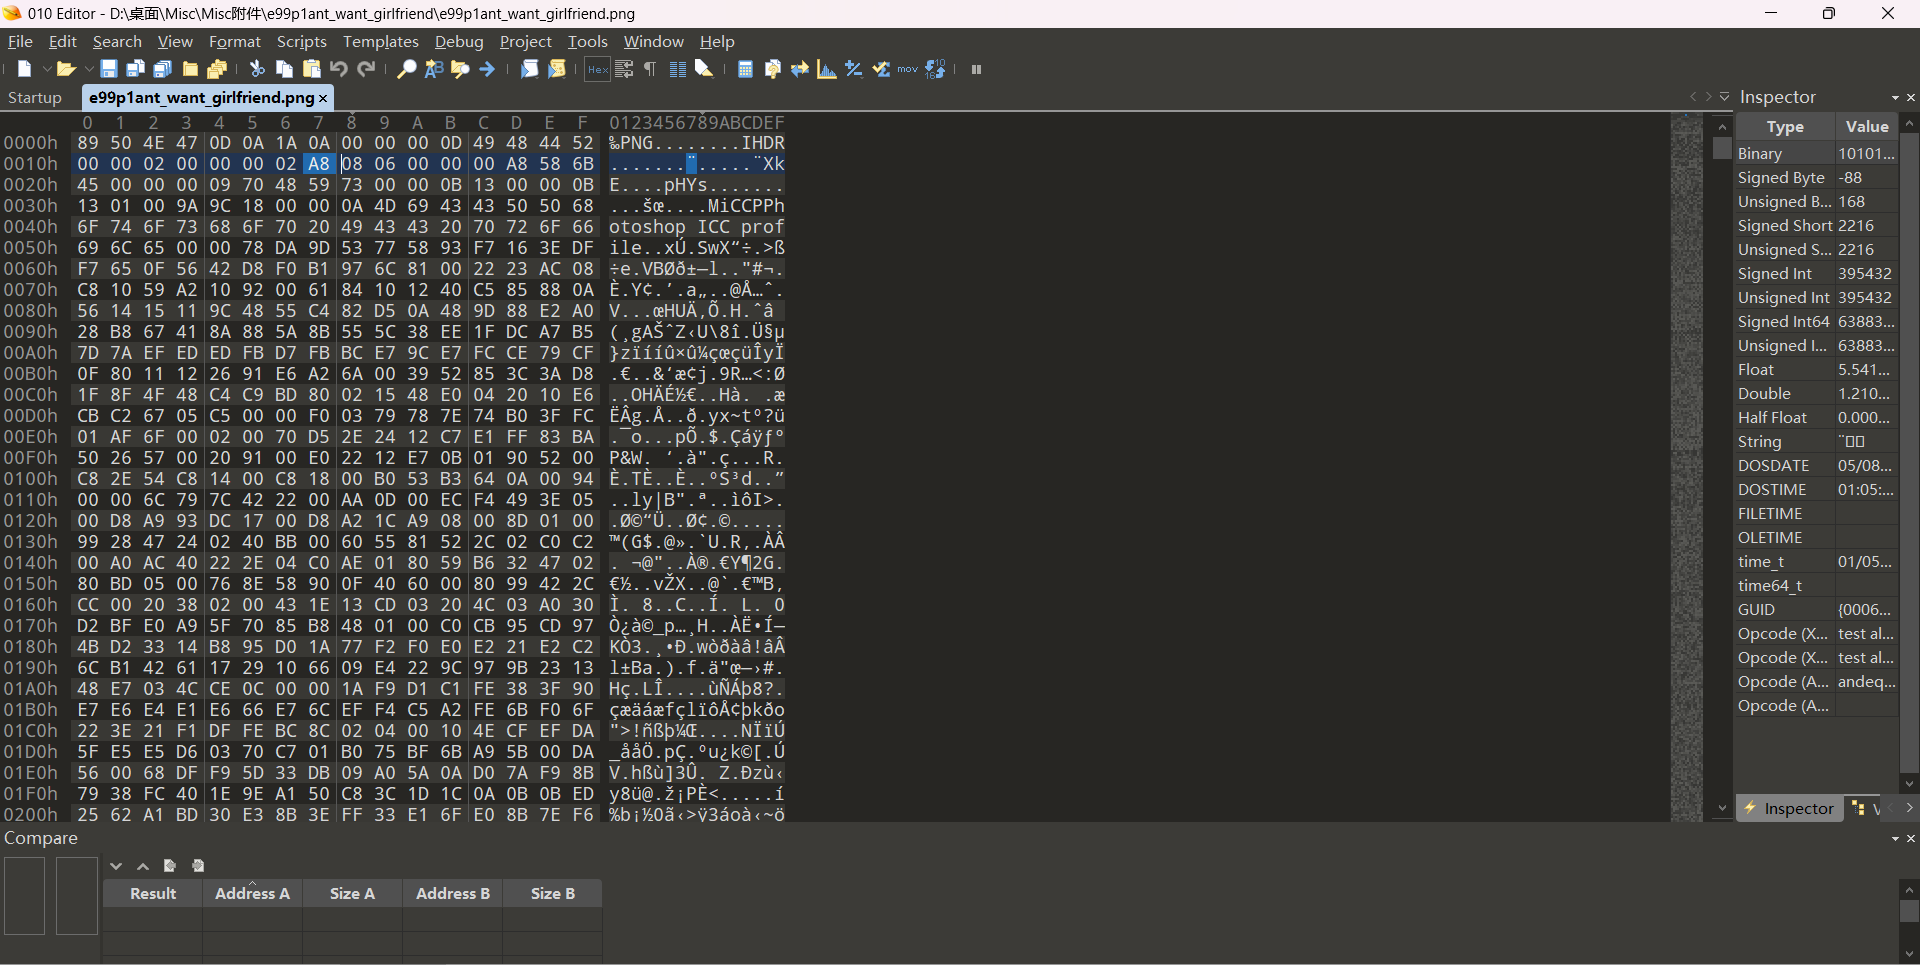 010 Editor - D:\桌面\Misc\Misc附件\e99p1ant_want_girlfriend\e99p1ant_want_girlfriend.png
File Edit Search View Format Scripts Templates Debug Project Tools Window Help
Startup e99p1ant_want_girlfriend.png ×
0 1 2 3 4 5 6 7 8 9 A B C D E F 0123456789ABCDEF
0000h 89 50 4E 47 0D 0A 1A 0A 00 00 00 0D 49 48 44 52 ‰PNG........IHDR
0010h 00 00 02 00 00 00 02 A8 08 06 00 00 00 A8 58 6B .......¨.....¨Xk
0020h 45 00 00 00 09 70 48 59 73 00 00 0B 13 00 00 0B E....pHYs.......
0030h 13 01 00 9A 9C 18 00 00 0A 4D 69 43 43 50 50 68 ...šœ....MiCCPPh
0040h 6F 74 6F 73 68 6F 70 20 49 43 43 20 70 72 6F 66 otoshop ICC prof
0050h 69 6C 65 00 00 78 DA 9D 53 77 58 93 F7 16 3E DF ile..xÚ.SwX“÷.>ß
0060h F7 65 0F 56 42 D8 F0 B1 97 6C 81 00 22 23 AC 08 ÷e.VBØð±—l.."#¬.
0070h C8 10 59 A2 10 92 00 61 84 10 12 40 C5 85 88 0A È.Y¢.’.a„..@Å…ˆ.
0080h 56 14 15 11 9C 48 55 C4 82 D5 0A 48 9D 88 E2 A0 V...œHUÄ‚Õ.H.ˆâ
0090h 28 B8 67 41 8A 88 5A 8B 55 5C 38 EE 1F DC A7 B5 (¸gAŠˆZ‹U\8î.Ü§µ
00A0h 7D 7A EF ED ED FB D7 FB BC E7 9C E7 FC CE 79 CF }zïííû×û¼çœçüÎyÏ
00B0h 0F 80 11 12 26 91 E6 A2 6A 00 39 52 85 3C 3A D8 .€..&‘æ¢j.9R…<:Ø
00C0h 1F 8F 4F 48 C4 C9 BD 80 02 15 48 E0 04 20 10 E6 ..OHÄÉ½€..Hà. .æ
00D0h CB C2 67 05 C5 00 00 F0 03 79 78 7E 74 B0 3F FC ËÂg.Å..ð.yx~t°?ü
00E0h 01 AF 6F 00 02 00 70 D5 2E 24 12 C7 E1 FF 83 BA .¯o...pÕ.$.Çáÿƒº
00F0h 50 26 57 00 20 91 00 E0 22 12 E7 0B 01 90 52 00 P&W. ‘.à".ç...R.
0100h C8 2E 54 C8 14 00 C8 18 00 B0 53 B3 64 0A 00 94 È.TÈ..È..°S³d..”
0110h 00 00 6C 79 7C 42 22 00 AA 0D 00 EC F4 49 3E 05 ..ly|B".ª..ìôI>.
0120h 00 D8 A9 93 DC 17 00 D8 A2 1C A9 08 00 8D 01 00 .Ø©“Ü..Ø¢.©.....
0130h 99 28 47 24 02 40 BB 00 60 55 81 52 2C 02 C0 C2 ™(G$.@».`U.R,.ÀÂ
0140h 00 A0 AC 40 22 2E 04 C0 AE 01 80 59 B6 32 47 02 . ¬@"..À®.€Y¶2G.
0150h 80 BD 05 00 76 8E 58 90 0F 40 60 00 80 99 42 2C €½..vŽX..@`.€™B,
0160h CC 00 20 38 02 00 43 1E 13 CD 03 20 4C 03 A0 30 Ì. 8..C..Í. L. 0
0170h D2 BF E0 A9 5F 70 85 B8 48 01 00 C0 CB 95 CD 97 Ò¿à©_p…¸H..ÀË•Í—
0180h 4B D2 33 14 B8 95 D0 1A 77 F2 F0 E0 E2 21 E2 C2 KÒ3.¸•Ð.wòðàâ!âÂ
0190h 6C B1 42 61 17 29 10 66 09 E4 22 9C 97 9B 23 13 l±Ba.).f.ä"œ—›#.
01A0h 48 E7 03 4C CE 0C 00 00 1A F9 D1 C1 FE 38 3F 90 Hç.LÎ....ùÑÁþ8?.
01B0h E7 E6 E4 E1 E6 66 E7 6C EF F4 C5 A2 FE 6B F0 6F çæäáæfçlïôÅ¢þkðo
01C0h 22 3E 21 F1 DF FE BC 8C 02 04 00 10 4E CF EF DA ">!ñßþ¼Œ....NÏïÚ
01D0h 5F E5 E5 D6 03 70 C7 01 B0 75 BF 6B A9 5B 00 DA _ååÖ.pÇ.°u¿k©[.Ú
01E0h 56 00 68 DF F9 5D 33 DB 09 A0 5A 0A D0 7A F9 8B V.hßù]3Û. Z.Ðzù‹
01F0h 79 38 FC 40 1E 9E A1 50 C8 3C 1D 1C 0A 0B 0B ED y8ü@.ž¡PÈ<.....í
0200h 25 62 A1 BD 30 E3 8B 3E FF 33 E1 6F E0 8B 7E F6 %b¡½0ã‹>ÿ3áoà‹~ö
Inspector
Type Value
Binary 10101...
Signed Byte -88
Unsigned B... 168
Signed Short 2216
Unsigned S... 2216
Signed Int 395432
Unsigned Int 395432
Signed Int64 63883...
Unsigned I... 63883...
Float 5.541...
Double 1.210...
Half Float 0.000...
String ¨
DOSDATE 05/08...
DOSTIME 01:05:...
FILETIME
OLETIME
time_t 01/05...
time64_t
GUID {0006...
Opcode (X... test al...
Opcode (X... test al...
Opcode (A... andeq...
Opcode (A...
Inspector
Compare
Result Address A Size A Address B Size B